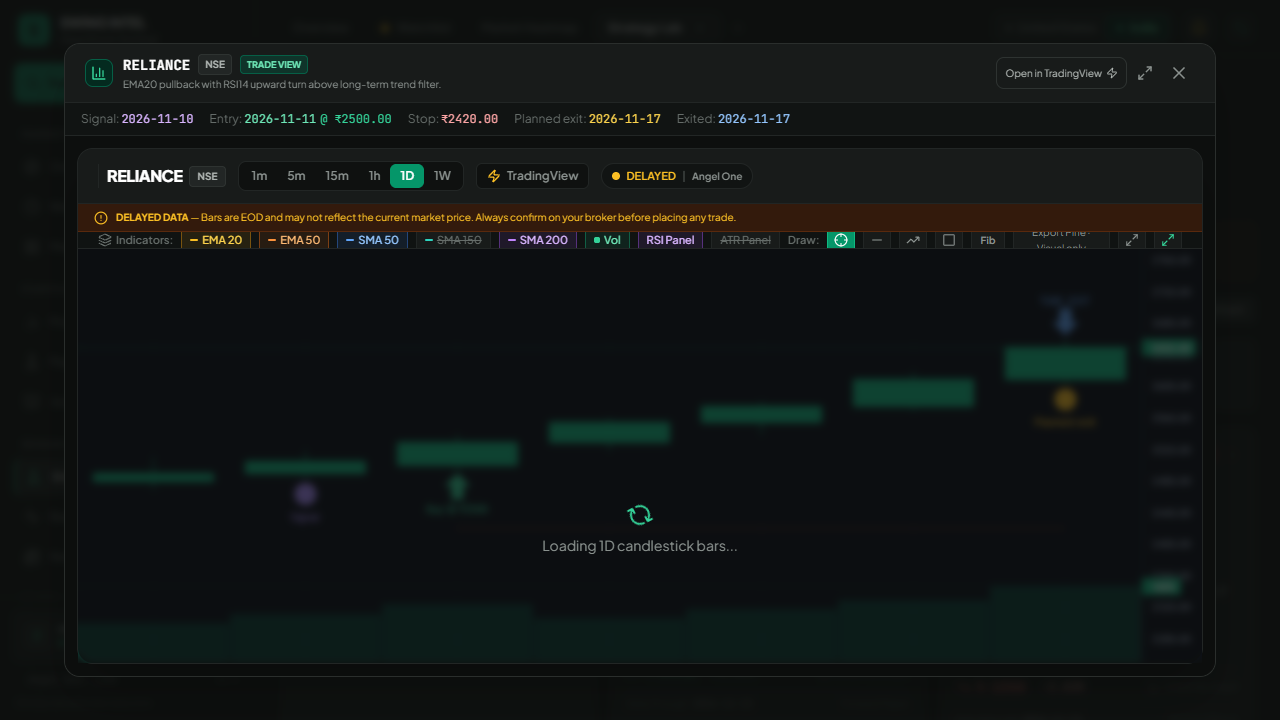 RELIANCE NSE TRADE VIEW
EMA20 pullback with RSI14 upward turn above long-term trend filter.
Open in TradingView
Signal: 2026-11-10 Entry: 2026-11-11 @ ₹2500.00 Stop: ₹2420.00 Planned exit: 2026-11-17 Exited: 2026-11-17
RELIANCE NSE 1m 5m 15m 1h 1D 1W TradingView DELAYED | Angel One
DELAYED DATA — Bars are EOD and may not reflect the current market price. Always confirm on your broker before placing any trade.
Indicators: EMA 20 EMA 50 SMA 50 SMA 150 SMA 200 Vol RSI Panel ATR Panel Draw: Fib Export Pine ·
Visual only
Loading 1D candlestick bars...